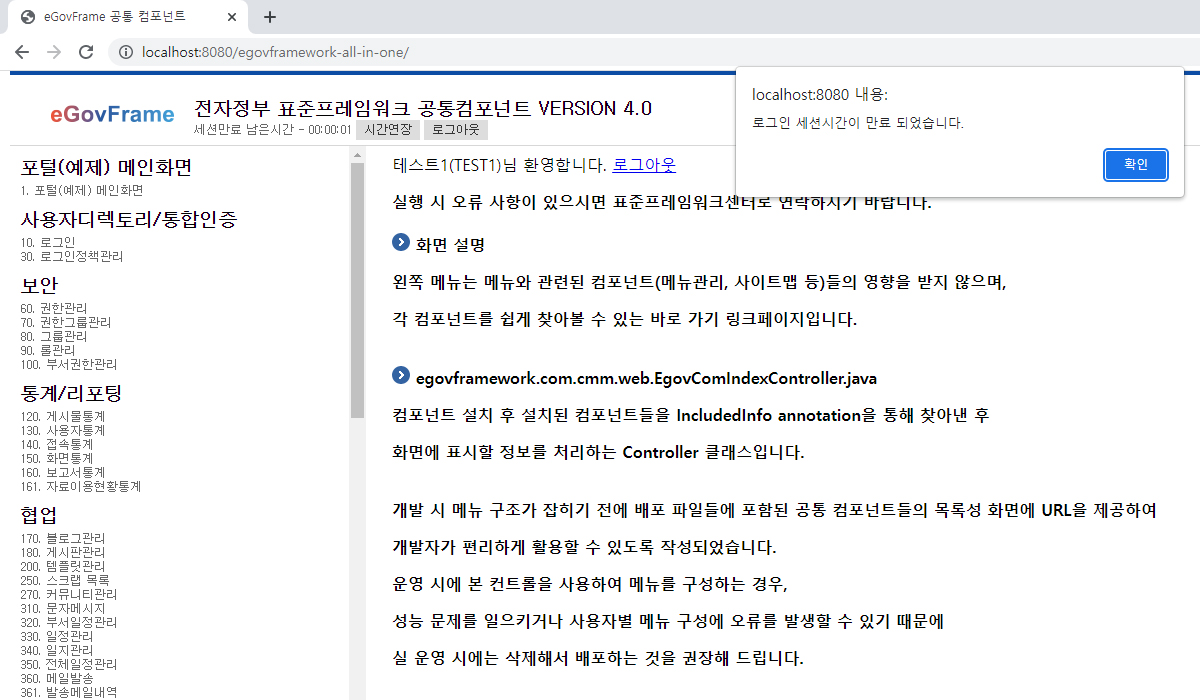 eGovFrame 공통 컴포넌트
localhost:8080/egovframework-all-in-one/
localhost:8080 내용:
로그인 세션시간이 만료 되었습니다.
확인
eGovFrame
전자정부 표준프레임워크 공통컴포넌트 VERSION 4.0
세션만료 남은시간 - 00:00:01 시간연장 로그아웃
포털(예제) 메인화면
1. 포털(예제) 메인화면
사용자디렉토리/통합인증
10. 로그인
30. 로그인정책관리
보안
60. 권한관리
70. 권한그룹관리
80. 그룹관리
90. 롤관리
100. 부서권한관리
통계/리포팅
120. 게시물통계
130. 사용자통계
140. 접속통계
150. 화면통계
160. 보고서통계
161. 자료이용현황통계
협업
170. 블로그관리
180. 게시판관리
200. 템플릿관리
250. 스크랩 목록
270. 커뮤니티관리
310. 문자메시지
320. 부서일정관리
330. 일정관리
340. 일지관리
350. 전체일정관리
360. 메일발송
361. 발송메일내역
테스트1(TEST1)님 환영합니다. 로그아웃
실행 시 오류 사항이 있으시면 표준프레임워크센터로 연락하시기 바랍니다.
화면 설명
왼쪽 메뉴는 메뉴와 관련된 컴포넌트(메뉴관리, 사이트맵 등)들의 영향을 받지 않으며,
각 컴포넌트를 쉽게 찾아볼 수 있는 바로 가기 링크페이지입니다.
egovframework.com.cmm.web.EgovComIndexController.java
컴포넌트 설치 후 설치된 컴포넌트들을 IncludedInfo annotation을 통해 찾아낸 후
화면에 표시할 정보를 처리하는 Controller 클래스입니다.
개발 시 메뉴 구조가 잡히기 전에 배포 파일들에 포함된 공통 컴포넌트들의 목록성 화면에 URL을 제공하여
개발자가 편리하게 활용할 수 있도록 작성되었습니다.
운영 시에 본 컨트롤을 사용하여 메뉴를 구성하는 경우,
성능 문제를 일으키거나 사용자별 메뉴 구성에 오류를 발생할 수 있기 때문에
실 운영 시에는 삭제해서 배포하는 것을 권장해 드립니다.